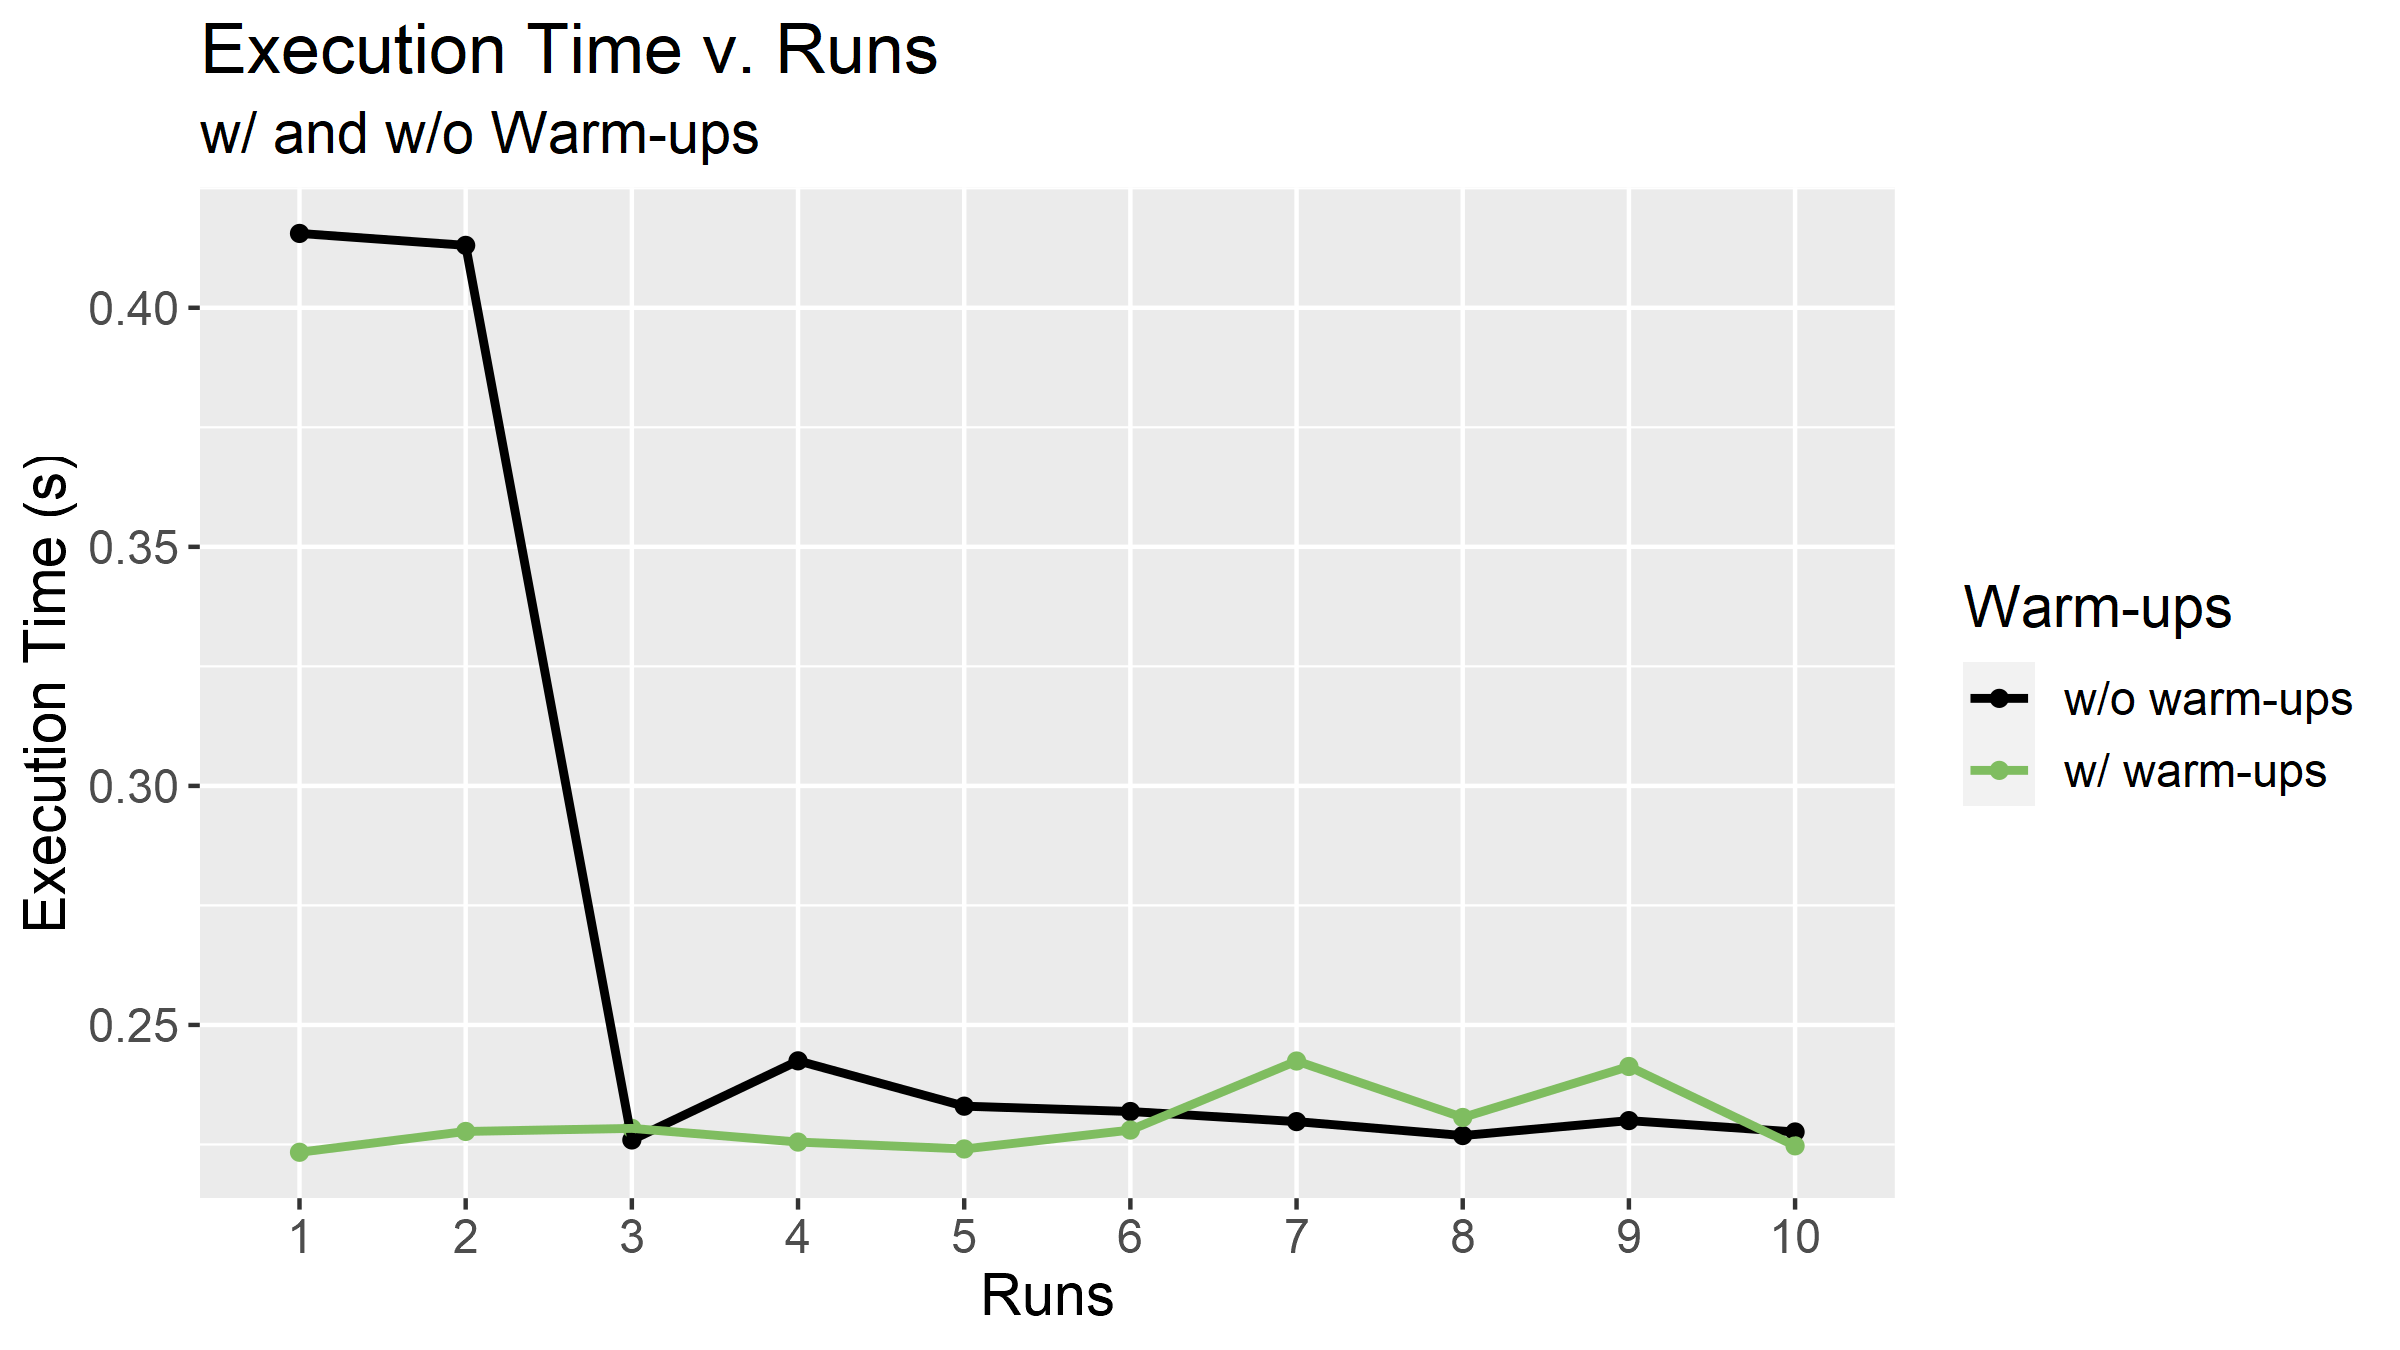 Execution Time v. Runs
w/ and w/o Warm-ups
Execution Time (s)
0.40
0.35
0.30
0.25
1 2 3 4 5 6 7 8 9 10
Runs
Warm-ups
w/o warm-ups
w/ warm-ups